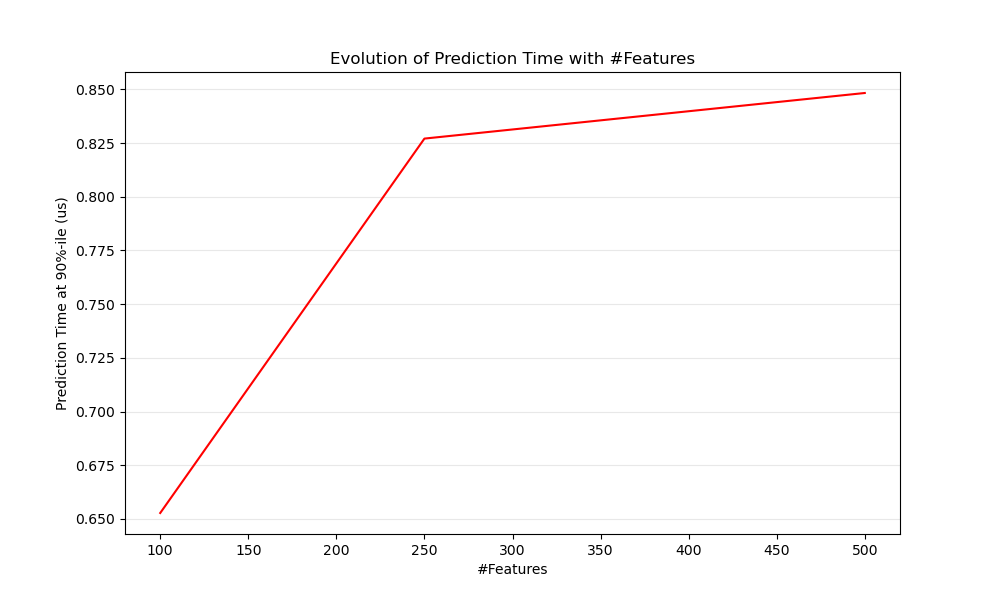 Evolution of Prediction Time with #Features
Prediction Time at 90%-ile (us)
0.850
0.825
0.800
0.775
0.750
0.725
0.700
0.675
0.650
100 150 200 250 300 350 400 450 500
#Features